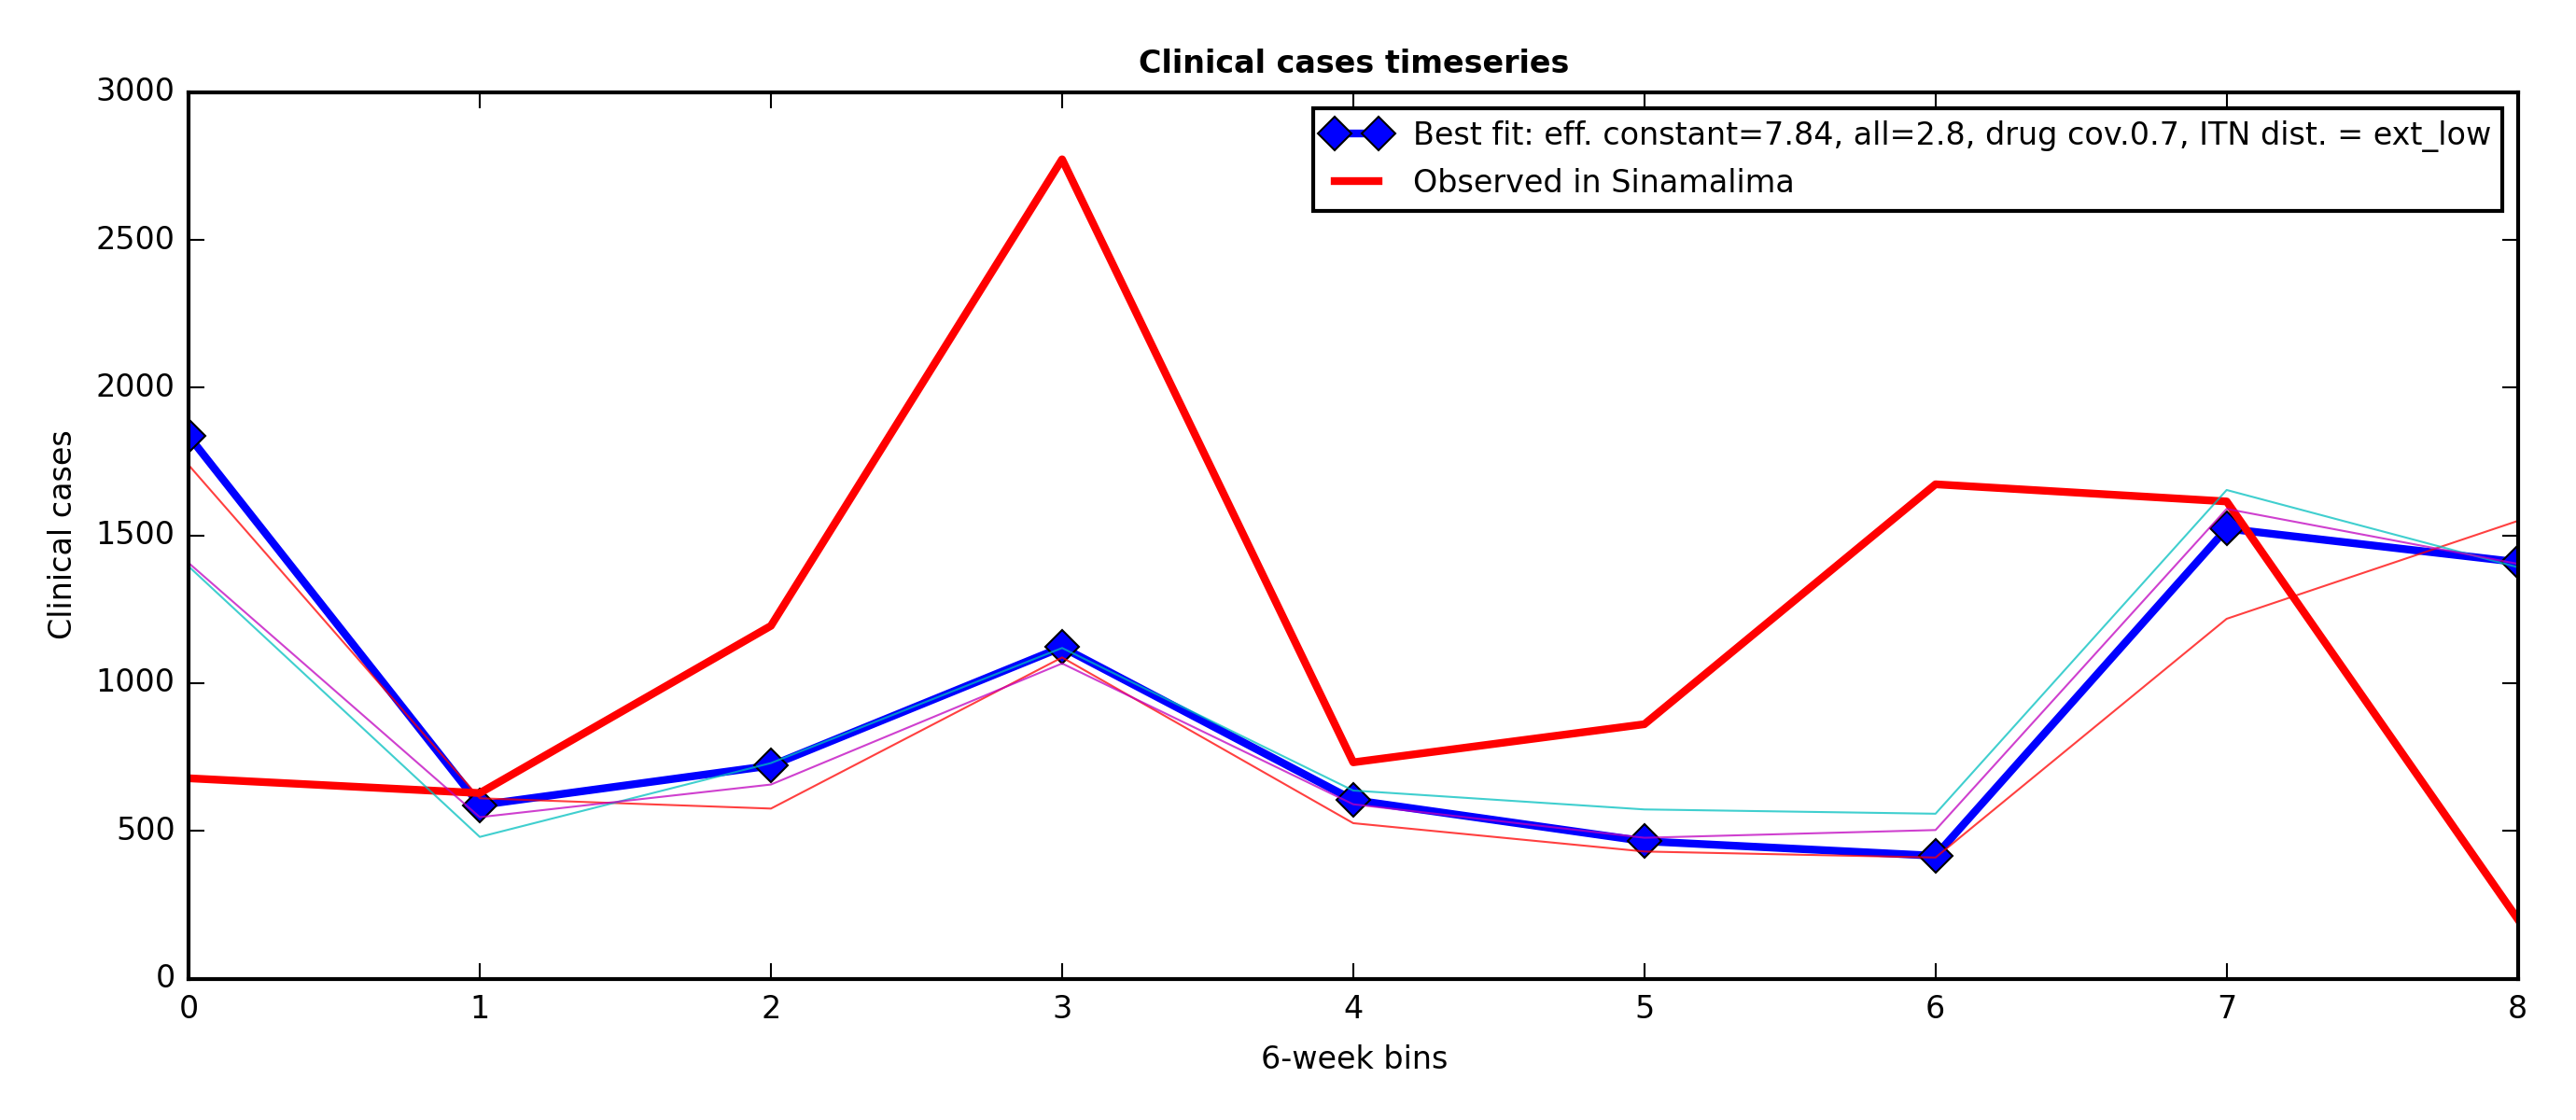 Clinical cases timeseries
3000
2500
2000
1500
1000
500
0
Clinical cases
Best fit: eff. constant=7.84, all=2.8, drug cov.0.7, ITN dist. = ext_low
Observed in Sinamalima
0 1 2 3 4 5 6 7 8
6-week bins